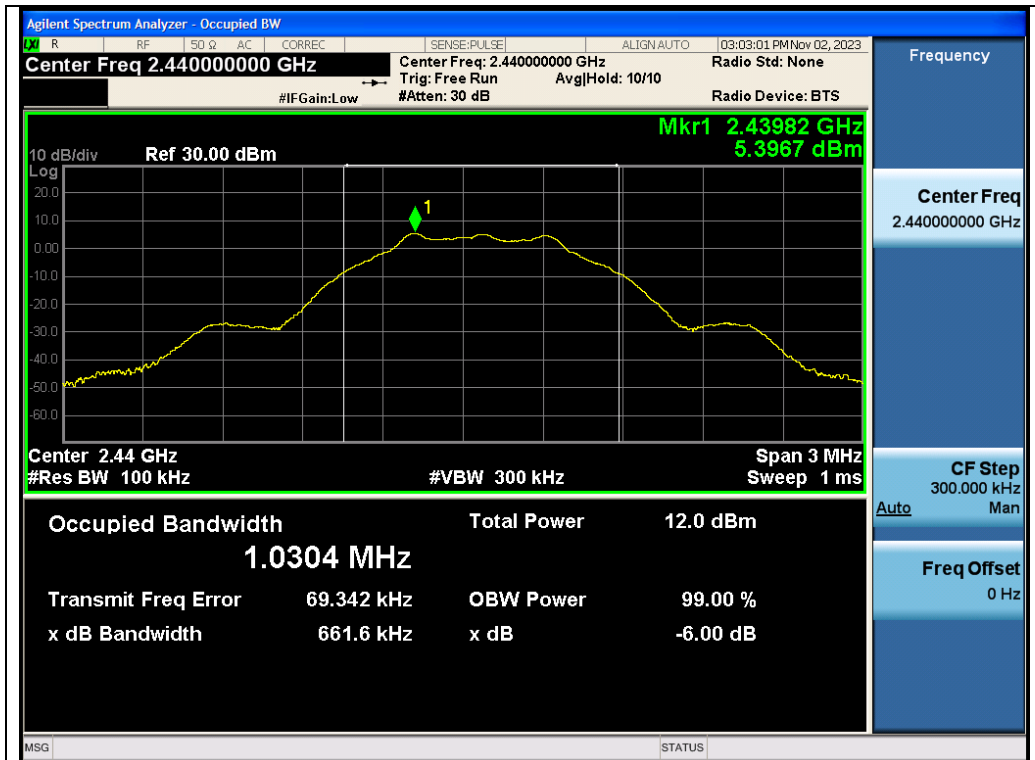 Agilent Spectrum Analyzer - Occupied BW
LXI R RF 50 Ω AC CORREC SENSE:PULSE ALIGN AUTO 03:03:01 PM Nov 02, 2023
Center Freq 2.440000000 GHz
Center Freq: 2.440000000 GHz
Radio Std: None
Trig: Free Run Avg|Hold: 10/10
#IFGain:Low #Atten: 30 dB Radio Device: BTS
Mkr1 2.43982 GHz
5.3967 dBm
10 dB/div Ref 30.00 dBm
Log
20.0
10.0
0.00
-10.0
-20.0
-30.0
-40.0
-50.0
-60.0
1
Center 2.44 GHz Span 3 MHz
#Res BW 100 kHz #VBW 300 kHz Sweep 1 ms
Occupied Bandwidth Total Power 12.0 dBm
1.0304 MHz
Transmit Freq Error 69.342 kHz OBW Power 99.00 %
x dB Bandwidth 661.6 kHz x dB -6.00 dB
Frequency
Center Freq
2.440000000 GHz
CF Step
300.000 kHz
Auto Man
Freq Offset
0 Hz
MSG STATUS